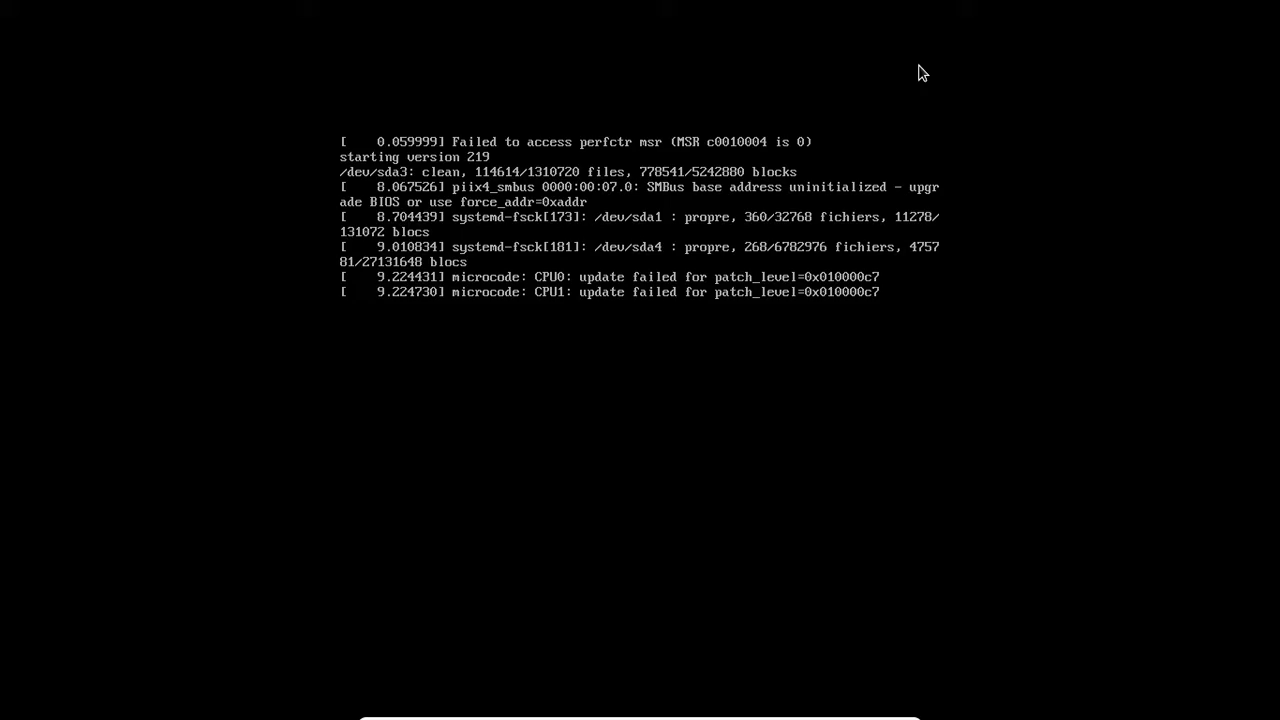 [    0.059999] Failed to access perfctr msr (MSR c0010004 is 0)
starting version 219
/dev/sda3: clean, 114614/1310720 files, 778541/5242880 blocks
[    8.067526] piix4_smbus 0000:00:07.0: SMBus base address uninitialized - upgr
ade BIOS or use force_addr=0xaddr
[    8.704439] systemd-fsck[173]: /dev/sda1 : propre, 360/32768 fichiers, 11278/
131072 blocs
[    9.010834] systemd-fsck[181]: /dev/sda4 : propre, 268/6782976 fichiers, 4757
81/27131648 blocs
[    9.224431] microcode: CPU0: update failed for patch_level=0x010000c7
[    9.224730] microcode: CPU1: update failed for patch_level=0x010000c7